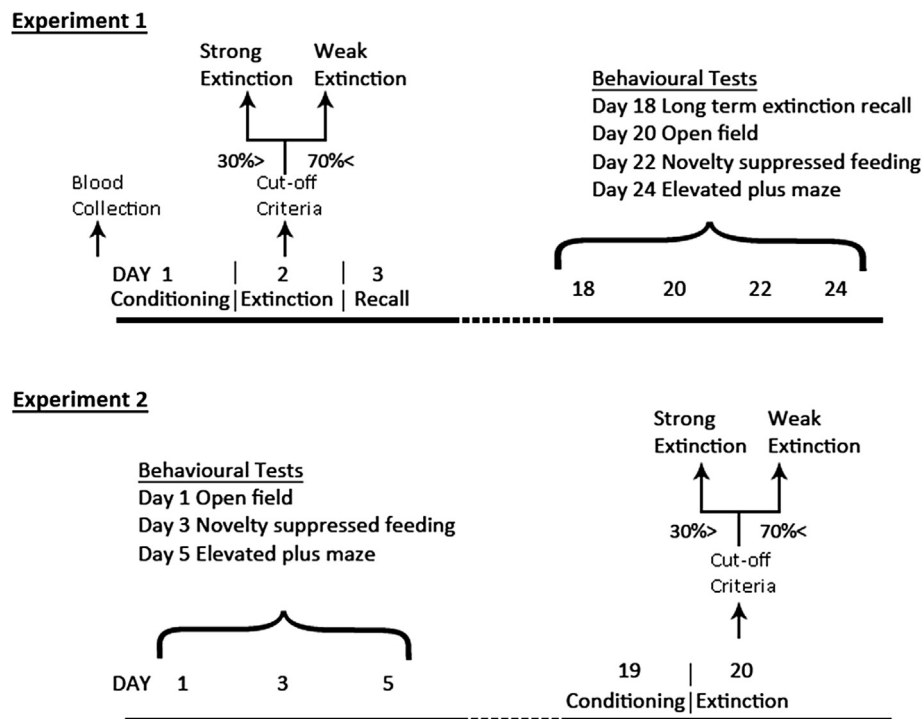 Experiment 1
Strong Extinction
Weak Extinction
30%>
70%<
Cut-off
Criteria
Blood
Collection
Behavioural Tests
Day 18 Long term extinction recall
Day 20 Open field
Day 22 Novelty suppressed feeding
Day 24 Elevated plus maze
DAY 1 | 2 | 3
Conditioning | Extinction | Recall
18 20 22 24
Experiment 2
Behavioural Tests
Day 1 Open field
Day 3 Novelty suppressed feeding
Day 5 Elevated plus maze
Strong Extinction
Weak Extinction
30%>
70%<
Cut-off
Criteria
DAY 1 3 5
19 | 20
Conditioning | Extinction